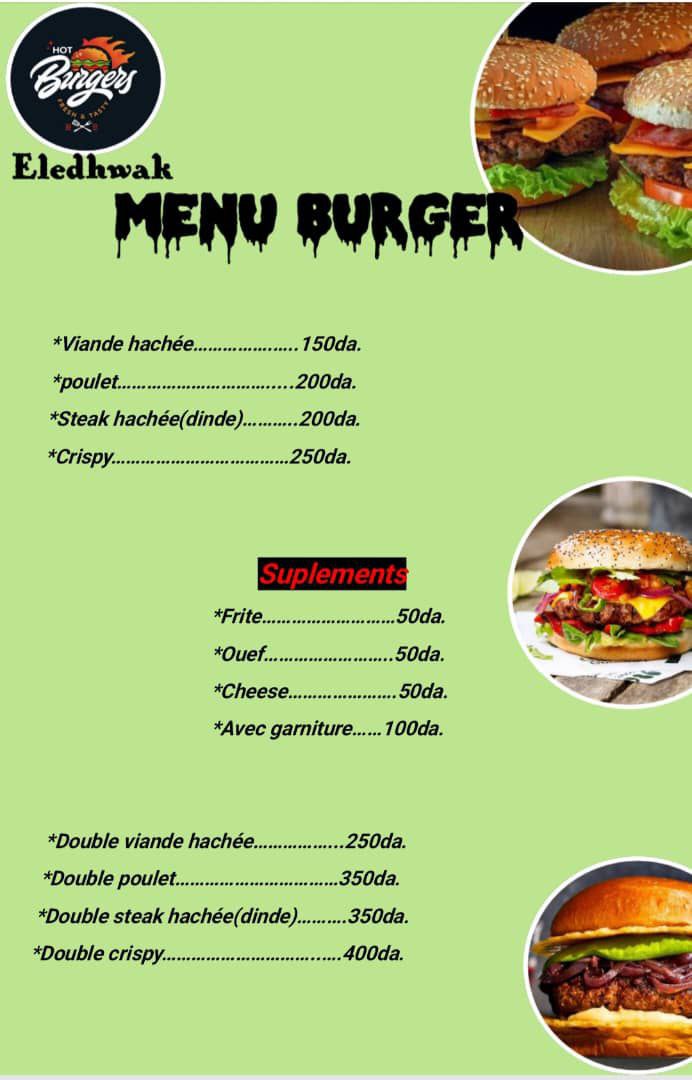 HOT
Burgers
FRESH & TASTY
Eledhwak
MENU BURGER
*Viande hachée..................150da.
*poulet................................200da.
*Steak hachée(dinde)...........200da.
*Crispy.................................250da.
Suplements
*Frite.........................50da.
*Ouef........................50da.
*Cheese....................50da.
*Avec garniture......100da.
*Double viande hachée................250da.
*Double poulet..............................350da.
*Double steak hachée(dinde)..........350da.
*Double crispy................................400da.